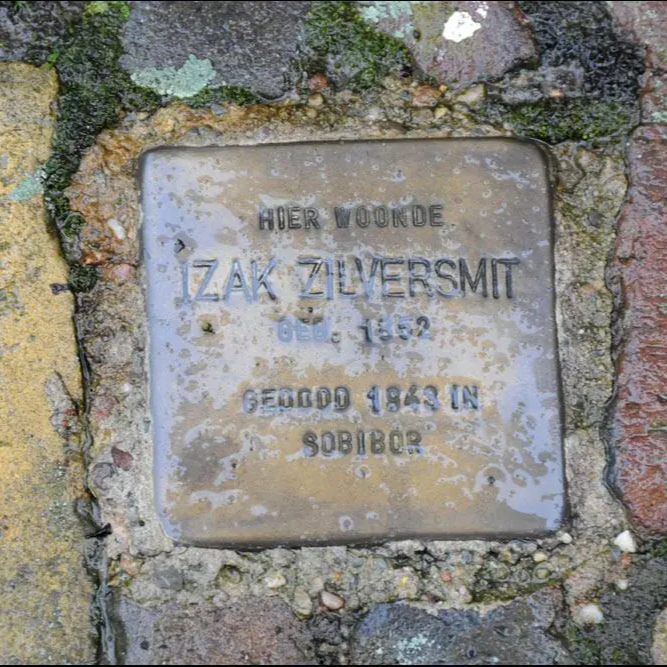 HIER WOONDE
IZAK ZILVERSMIT
GEB. 1852
GEDOOD 1943 IN
SOBIBOR